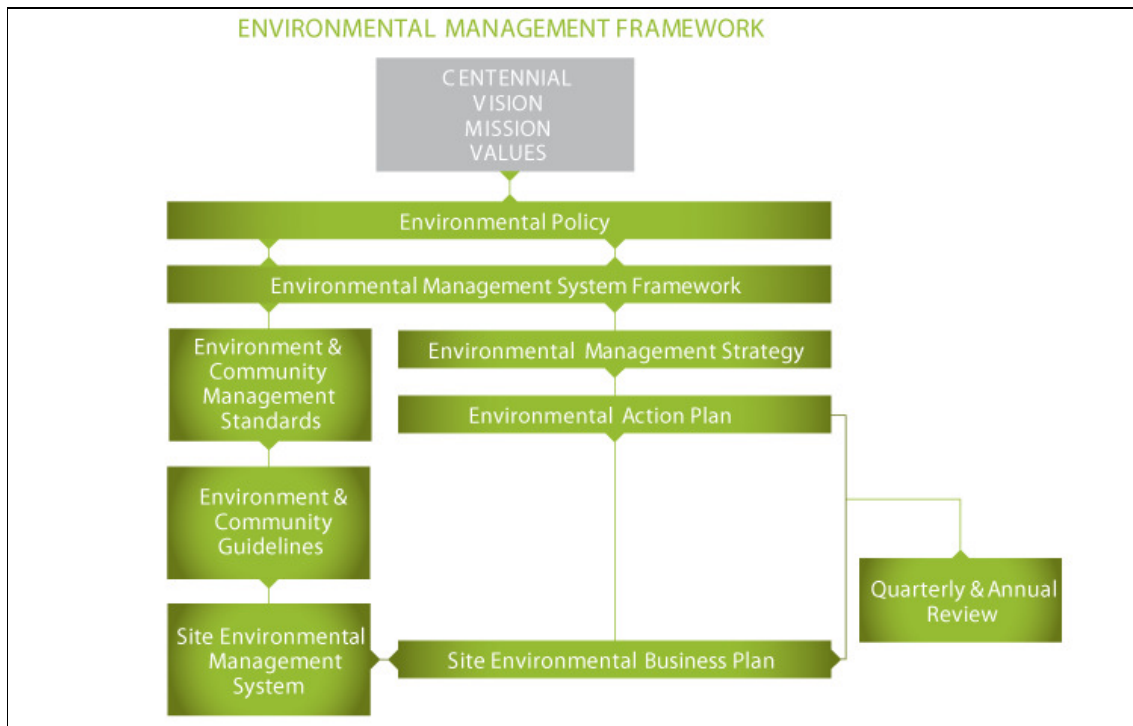 ENVIRONMENTAL MANAGEMENT FRAMEWORK
CENTENNIAL
VISION
MISSION
VALUES
Environmental Policy
Environmental Management System Framework
Environment &
Community
Management
Standards
Environmental Management Strategy
Environmental Action Plan
Environment &
Community
Guidelines
Quarterly & Annual
Review
Site Environmental
Management
System
Site Environmental Business Plan